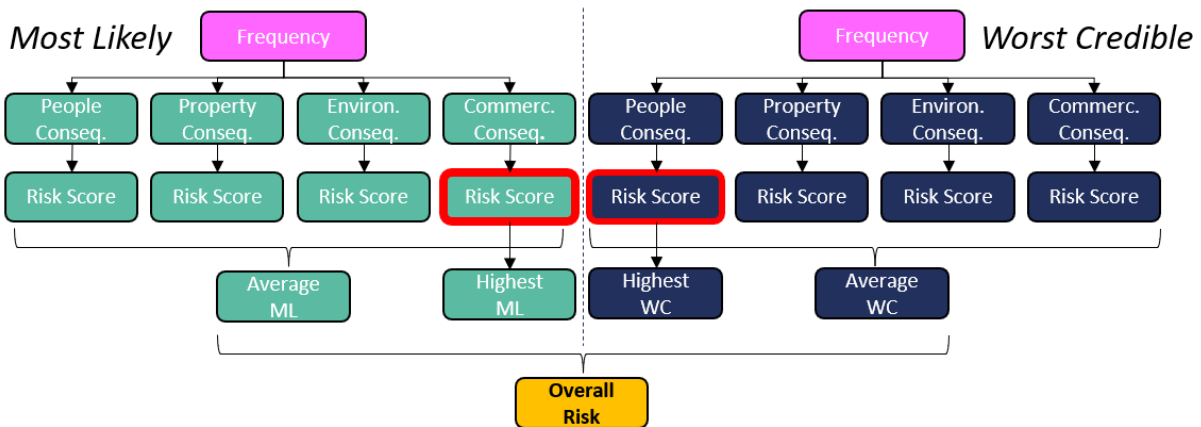 Most Likely
Frequency
Frequency
Worst Credible
People
Conseq.
Property
Conseq.
Environ.
Conseq.
Commerc.
Conseq.
People
Conseq.
Property
Conseq.
Environ.
Conseq.
Commerc.
Conseq.
Risk Score
Risk Score
Risk Score
Risk Score
Risk Score
Risk Score
Risk Score
Risk Score
Average
ML
Highest
ML
Highest
WC
Average
WC
Overall
Risk